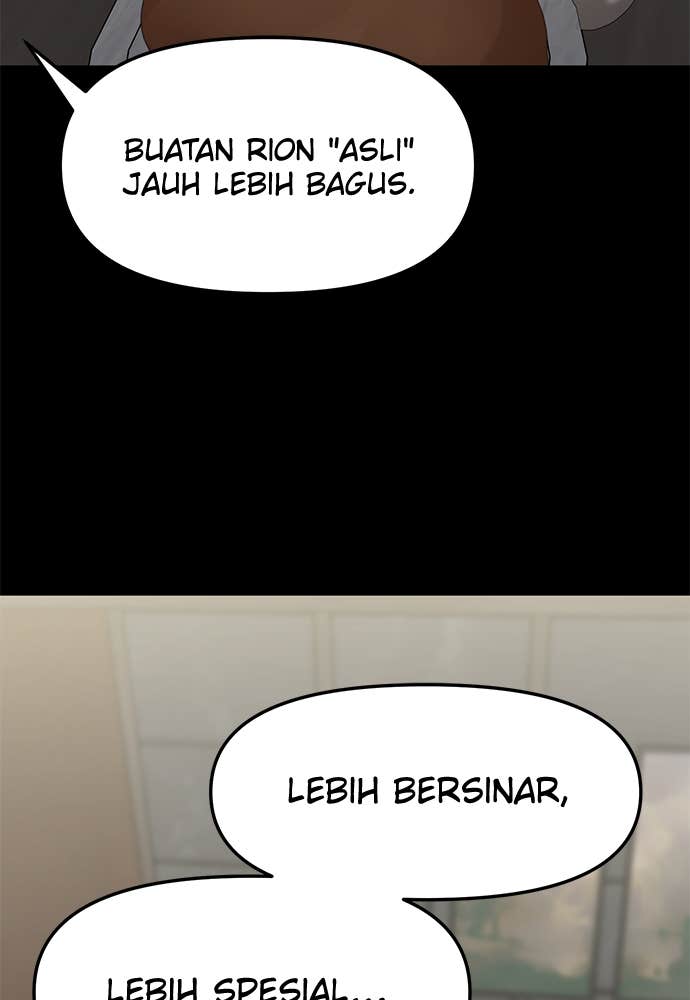 BUATAN RION "ASLI"
JAUH LEBIH BAGUS.
LEBIH BERSINAR,
LEBIH SPESIAL...